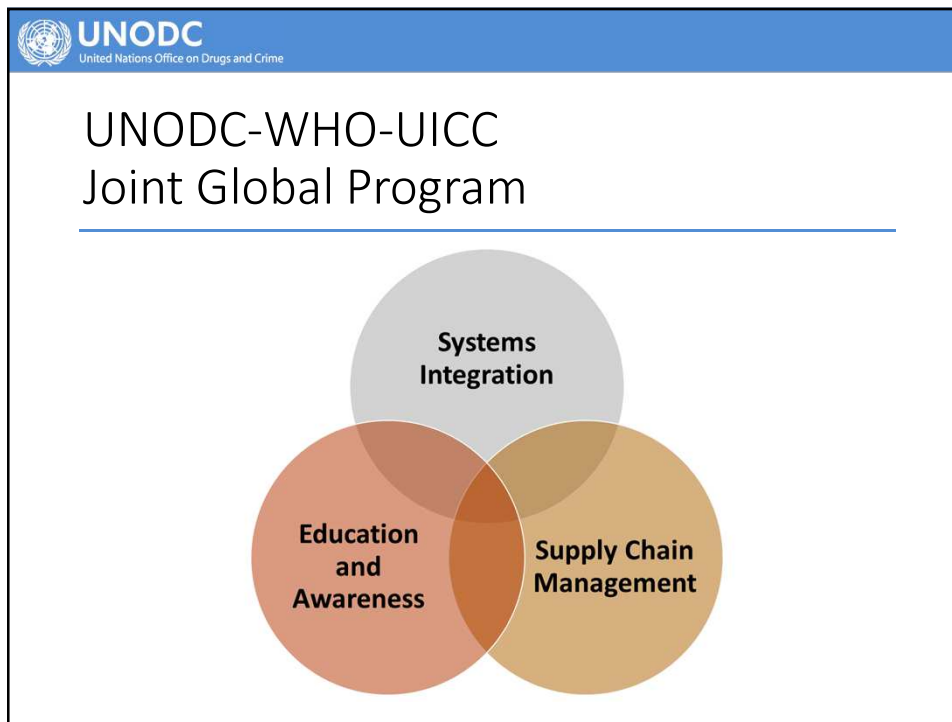 UNODC
United Nations Office on Drugs and Crime
UNODC-WHO-UICC
Joint Global Program
Systems
Integration
Education
and
Awareness
Supply Chain
Management